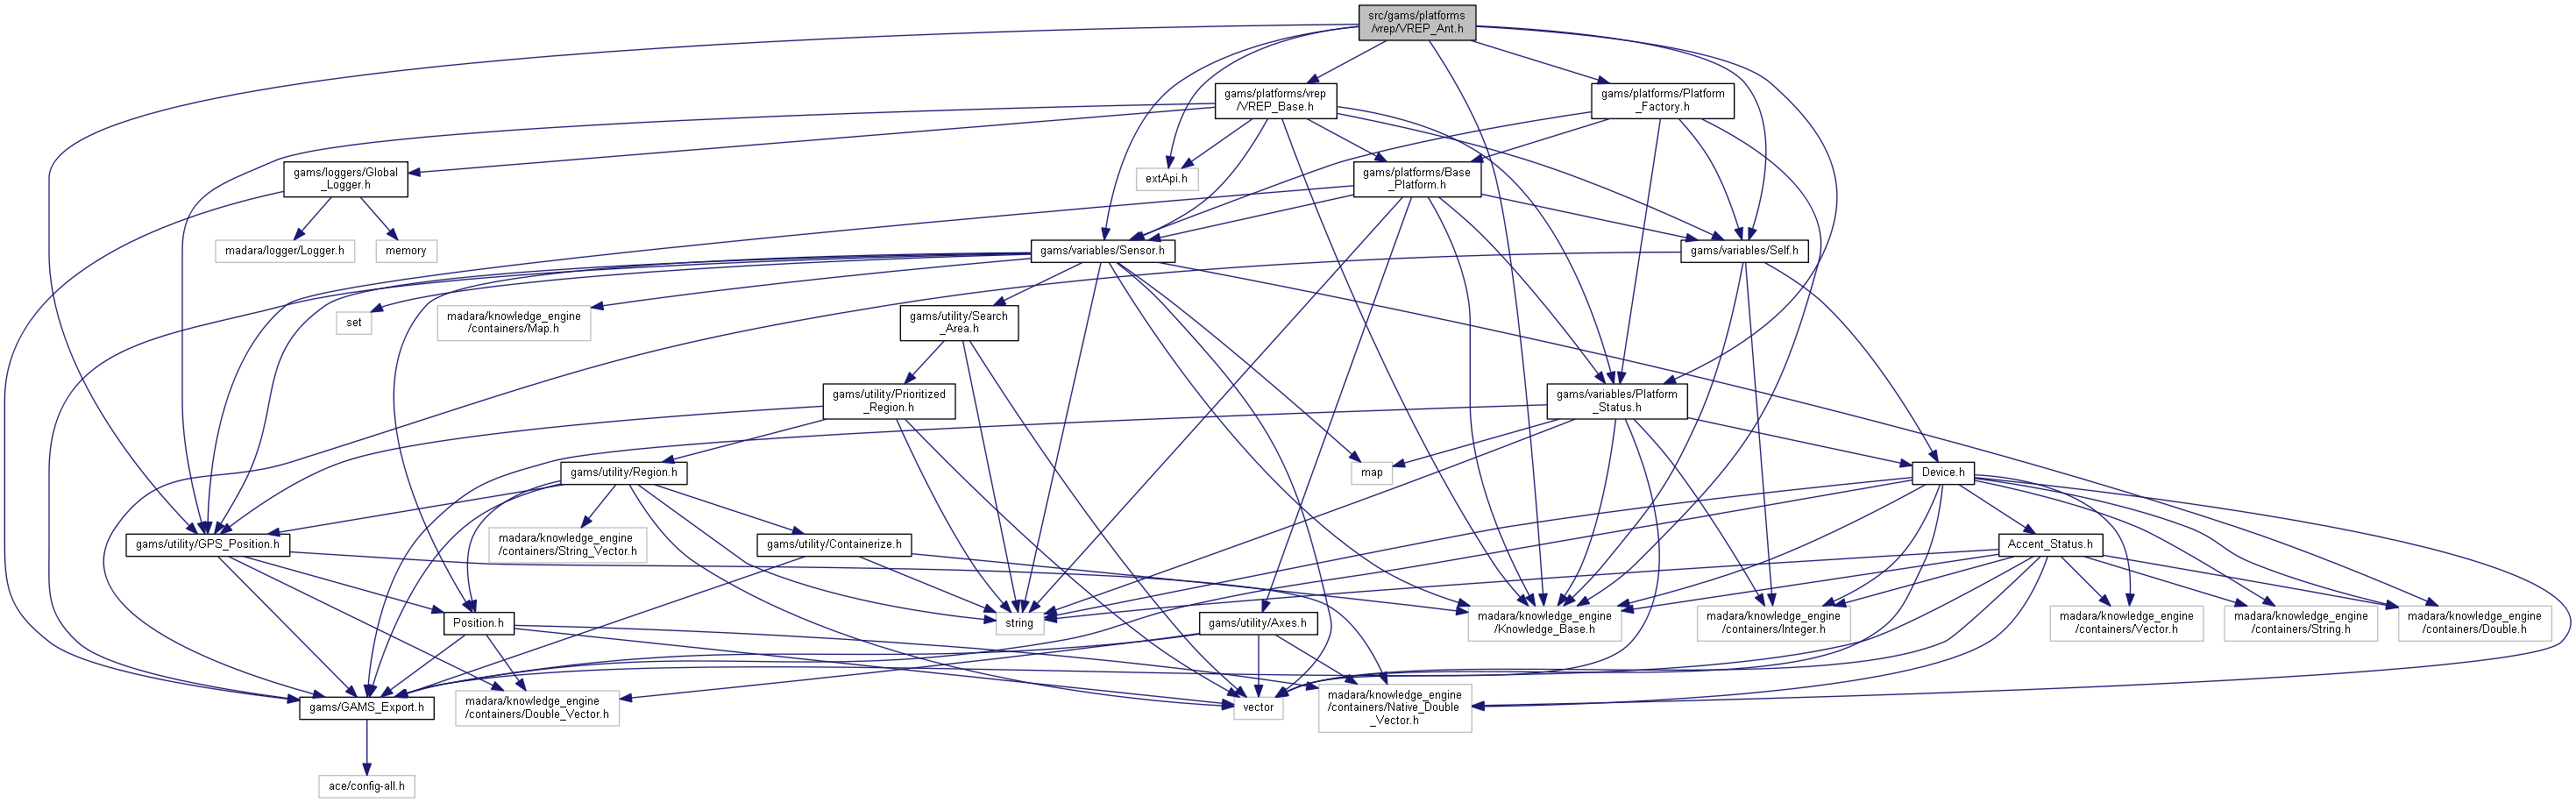 src/gams/platforms
/vrep/VREP_Ant.h
gams/platforms/vrep
/VREP_Base.h
gams/platforms/Platform
_Factory.h
gams/loggers/Global
_Logger.h
extApi.h
gams/platforms/Base
_Platform.h
madara/logger/Logger.h
memory
gams/variables/Sensor.h
gams/variables/Self.h
set
madara/knowledge_engine
/containers/Map.h
gams/utility/Search
_Area.h
gams/utility/Prioritized
_Region.h
gams/variables/Platform
_Status.h
gams/utility/Region.h
map
Device.h
gams/utility/GPS_Position.h
madara/knowledge_engine
/containers/String_Vector.h
gams/utility/Containerize.h
Accent_Status.h
Position.h
string
gams/utility/Axes.h
madara/knowledge_engine
/Knowledge_Base.h
madara/knowledge_engine
/containers/Integer.h
madara/knowledge_engine
/containers/Vector.h
madara/knowledge_engine
/containers/String.h
madara/knowledge_engine
/containers/Double.h
gams/GAMS_Export.h
madara/knowledge_engine
/containers/Double_Vector.h
vector
madara/knowledge_engine
/containers/Native_Double
_Vector.h
ace/config-all.h